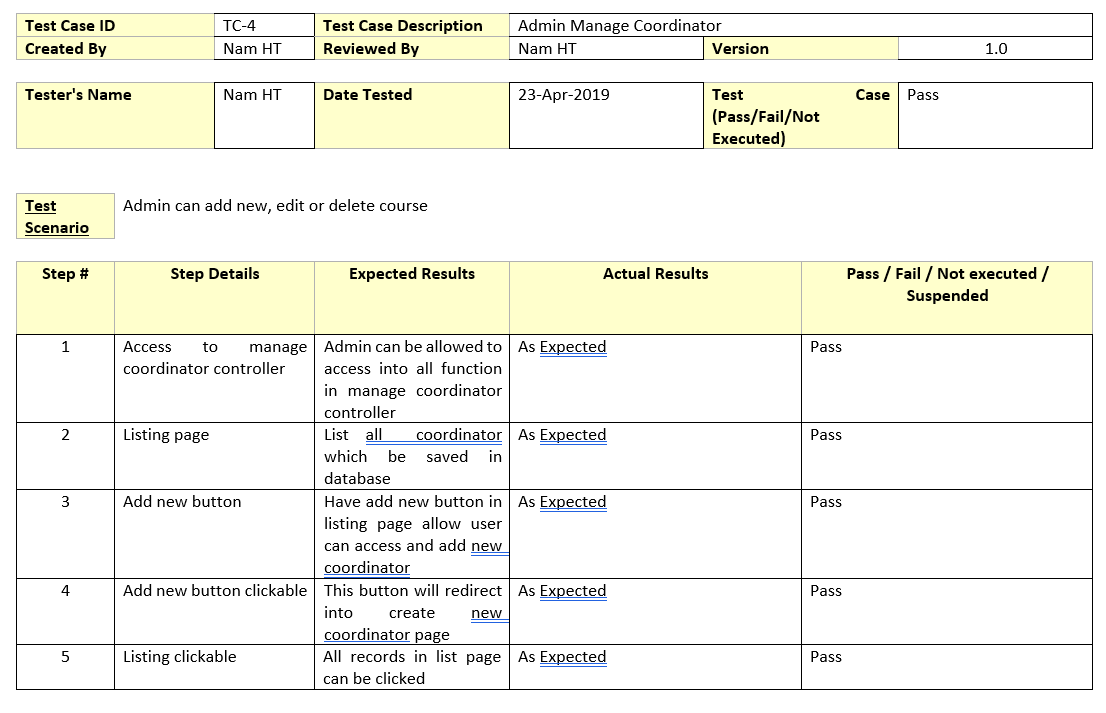 Test Case ID TC-4 Test Case Description Admin Manage Coordinator
Created By Nam HT Reviewed By Nam HT Version 1.0
Tester's Name Nam HT Date Tested 23-Apr-2019 Test Case Pass
(Pass/Fail/Not
Executed)
Test Admin can add new, edit or delete course
Scenario
Step # Step Details Expected Results Actual Results Pass / Fail / Not executed /
Suspended
1 Access to manage Admin can be allowed to As Expected Pass
coordinator controller access into all function
in manage coordinator
controller
2 Listing page List all coordinator As Expected Pass
which be saved in
database
3 Add new button Have add new button in As Expected Pass
listing page allow user
can access and add new
coordinator
4 Add new button clickable This button will redirect As Expected Pass
into create new
coordinator page
5 Listing clickable All records in list page As Expected Pass
can be clicked